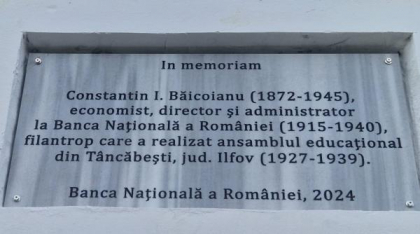 In memoriam
Constantin I. Băicoianu (1872-1945),
economist, director şi administrator
la Banca Naţională a României (1915-1940),
filantrop care a realizat ansamblul educaţional
din Tâncăbeşti, jud. Ilfov (1927-1939).
Banca Naţională a României, 2024